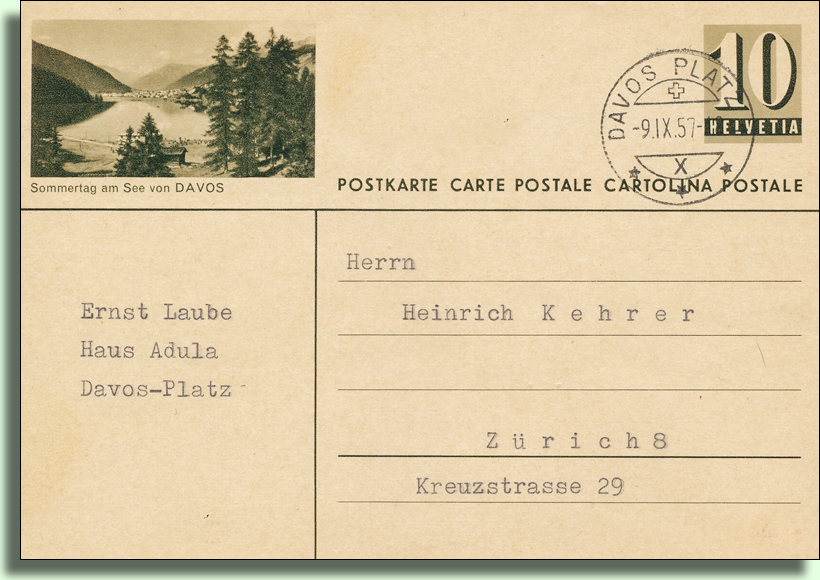 Sommertag am See von DAVOS
10
HELVETIA
DAVOS PLATZ
-9.IX.57-
X
POSTKARTE CARTE POSTALE CARTOLINA POSTALE
Ernst Laube
Haus Adula
Davos-Platz
Herrn
Heinrich Kehrer
Zürich 8
Kreuzstrasse 29